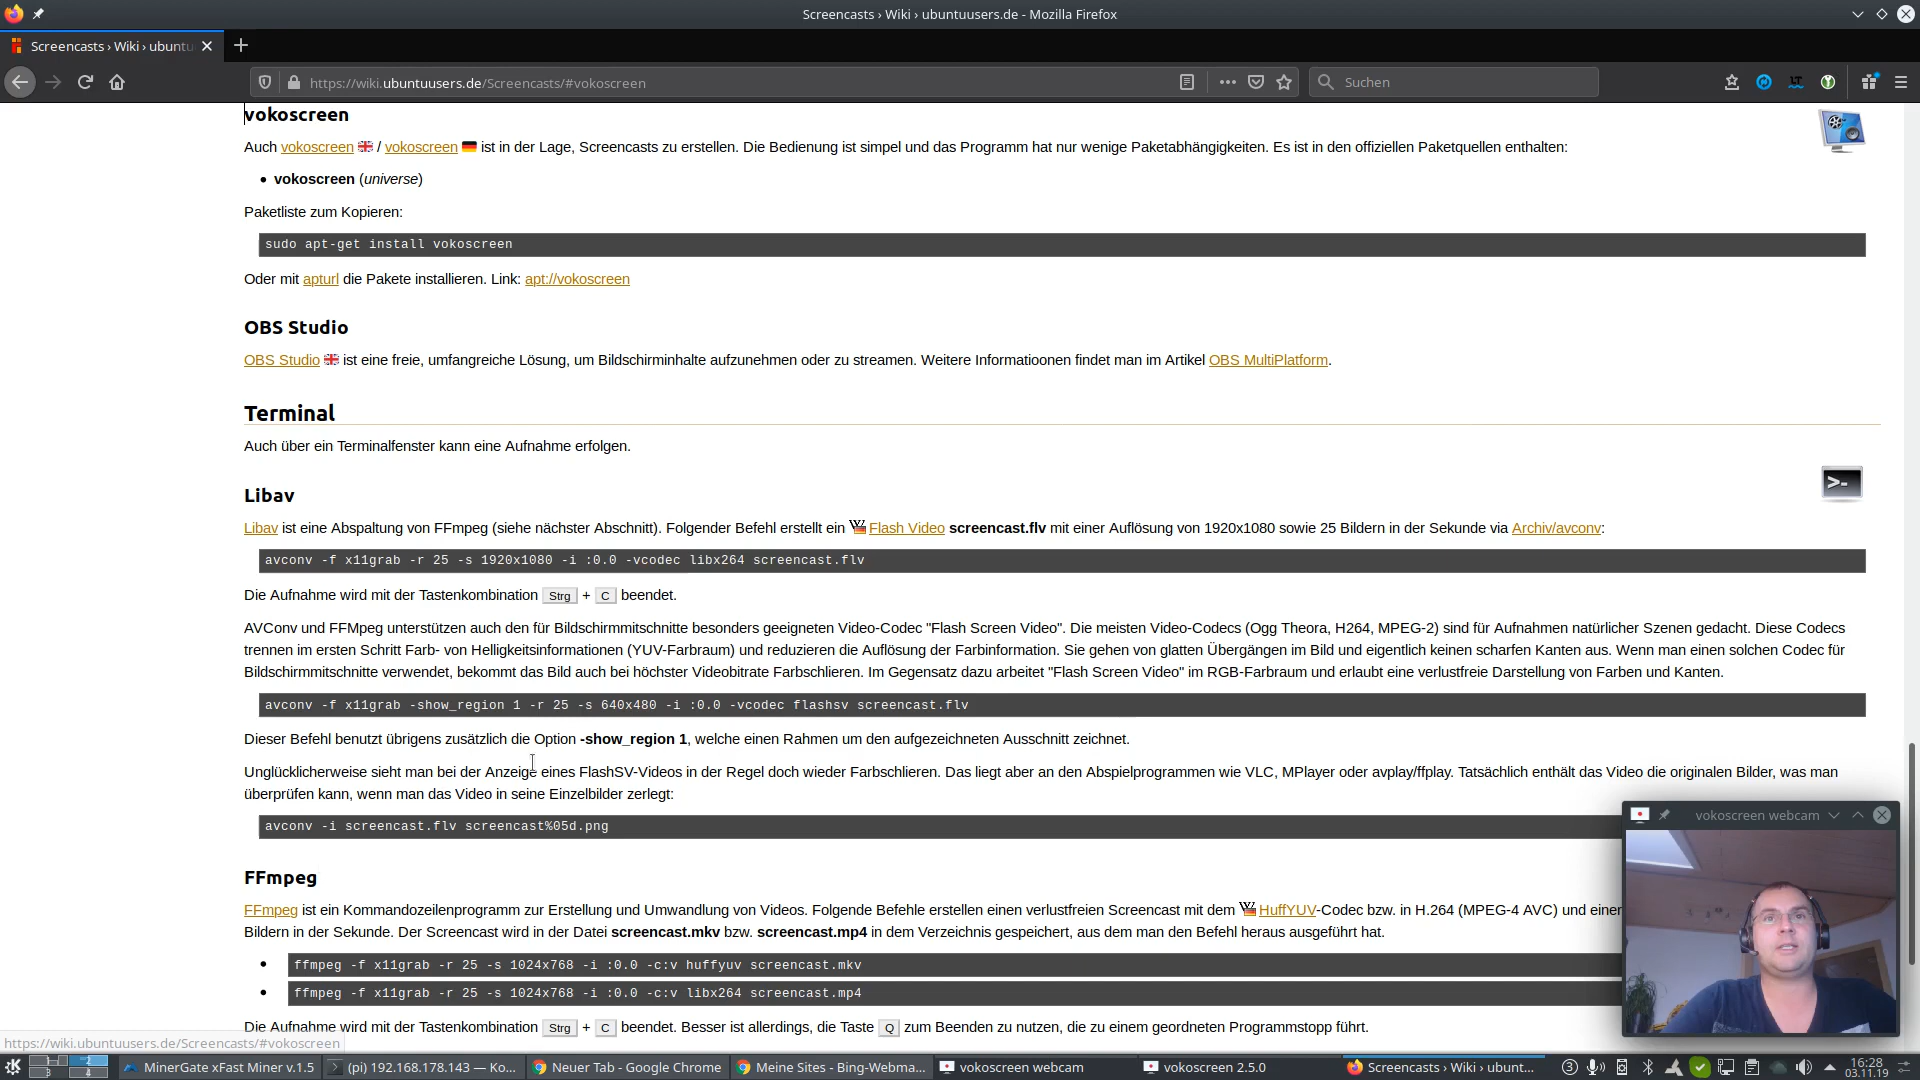 Screencasts › Wiki › ubuntuusers.de - Mozilla Firefox
Screencasts › Wiki › ubuntu
https://wiki.ubuntuusers.de/Screencasts/#vokoscreen
Suchen
vokoscreen
Auch vokoscreen / vokoscreen ist in der Lage, Screencasts zu erstellen. Die Bedienung ist simpel und das Programm hat nur wenige Paketabhängigkeiten. Es ist in den offiziellen Paketquellen enthalten:
• vokoscreen (universe)
Paketliste zum Kopieren:
sudo apt-get install vokoscreen
Oder mit apturl die Pakete installieren. Link: apt://vokoscreen
OBS Studio
OBS Studio ist eine freie, umfangreiche Lösung, um Bildschirminhalte aufzunehmen oder zu streamen. Weitere Informatioonen findet man im Artikel OBS MultiPlatform.
Terminal
Auch über ein Terminalfenster kann eine Aufnahme erfolgen.
>-
Libav
Libav ist eine Abspaltung von FFmpeg (siehe nächster Abschnitt). Folgender Befehl erstellt ein Flash Video screencast.flv mit einer Auflösung von 1920x1080 sowie 25 Bildern in der Sekunde via Archiv/avconv:
avconv -f x11grab -r 25 -s 1920x1080 -i :0.0 -vcodec libx264 screencast.flv
Die Aufnahme wird mit der Tastenkombination Strg + C beendet.
AVConv und FFMpeg unterstützen auch den für Bildschirmmitschnitte besonders geeigneten Video-Codec "Flash Screen Video". Die meisten Video-Codecs (Ogg Theora, H264, MPEG-2) sind für Aufnahmen natürlicher Szenen gedacht. Diese Codecs
trennen im ersten Schritt Farb- von Helligkeitsinformationen (YUV-Farbraum) und reduzieren die Auflösung der Farbinformation. Sie gehen von glatten Übergängen im Bild und eigentlich keinen scharfen Kanten aus. Wenn man einen solchen Codec für
Bildschirmmitschnitte verwendet, bekommt das Bild auch bei höchster Videobitrate Farbschlieren. Im Gegensatz dazu arbeitet "Flash Screen Video" im RGB-Farbraum und erlaubt eine verlustfreie Darstellung von Farben und Kanten.
avconv -f x11grab -show_region 1 -r 25 -s 640x480 -i :0.0 -vcodec flashsv screencast.flv
Dieser Befehl benutzt übrigens zusätzlich die Option -show_region 1, welche einen Rahmen um den aufgezeichneten Ausschnitt zeichnet.
Unglücklicherweise sieht man bei der Anzeige eines FlashSV-Videos in der Regel doch wieder Farbschlieren. Das liegt aber an den Abspielprogrammen wie VLC, MPlayer oder avplay/ffplay. Tatsächlich enthält das Video die originalen Bilder, was man
überprüfen kann, wenn man das Video in seine Einzelbilder zerlegt:
avconv -i screencast.flv screencast%05d.png
vokoscreen webcam
FFmpeg
FFmpeg ist ein Kommandozeilenprogramm zur Erstellung und Umwandlung von Videos. Folgende Befehle erstellen einen verlustfreien Screencast mit dem HuffYUV-Codec bzw. in H.264 (MPEG-4 AVC) und einer
Bildern in der Sekunde. Der Screencast wird in der Datei screencast.mkv bzw. screencast.mp4 in dem Verzeichnis gespeichert, aus dem man den Befehl heraus ausgeführt hat.
• ffmpeg -f x11grab -r 25 -s 1024x768 -i :0.0 -c:v huffyuv screencast.mkv
• ffmpeg -f x11grab -r 25 -s 1024x768 -i :0.0 -c:v libx264 screencast.mp4
Die Aufnahme wird mit der Tastenkombination Strg + C beendet. Besser ist allerdings, die Taste Q zum Beenden zu nutzen, die zu einem geordneten Programmstopp führt.
https://wiki.ubuntuusers.de/Screencasts/#vokoscreen
1 2 3 4
MinerGate xFast Miner v.1.5
(pi) 192.168.178.143 — Ko...
Neuer Tab - Google Chrome
Meine Sites - Bing-Webma...
vokoscreen webcam
vokoscreen 2.5.0
Screencasts › Wiki › ubunt...
3
16:28
03.11.19